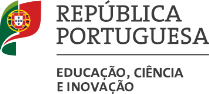 REPÚBLICA
PORTUGUESA
EDUCAÇÃO, CIÊNCIA
E INOVAÇÃO